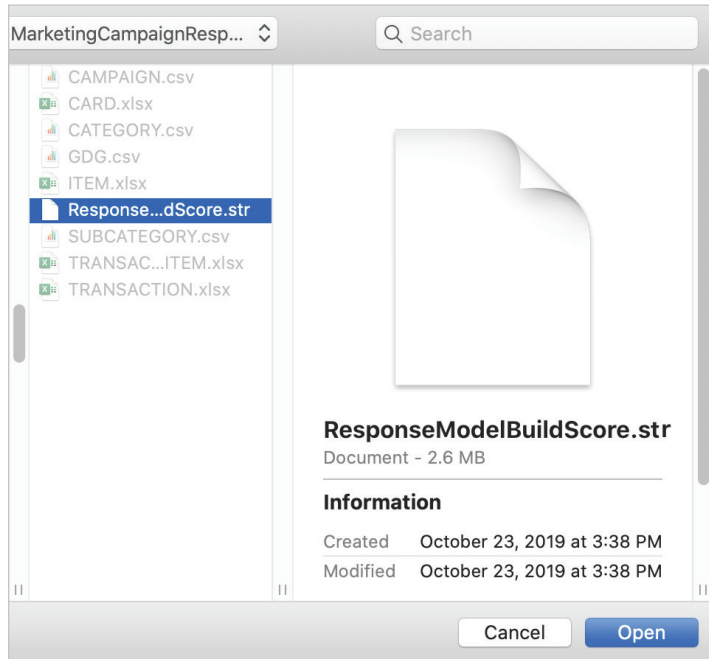 MarketingCampaignResp...
Search
CAMPAIGN.csv
CARD.xlsx
CATEGORY.csv
GDG.csv
ITEM.xlsx
Response...dScore.str
SUBCATEGORY.csv
TRANSAC...ITEM.xlsx
TRANSACTION.xlsx
ResponseModelBuildScore.str
Document - 2.6 MB
Information
Created October 23, 2019 at 3:38 PM
Modified October 23, 2019 at 3:38 PM
Cancel Open